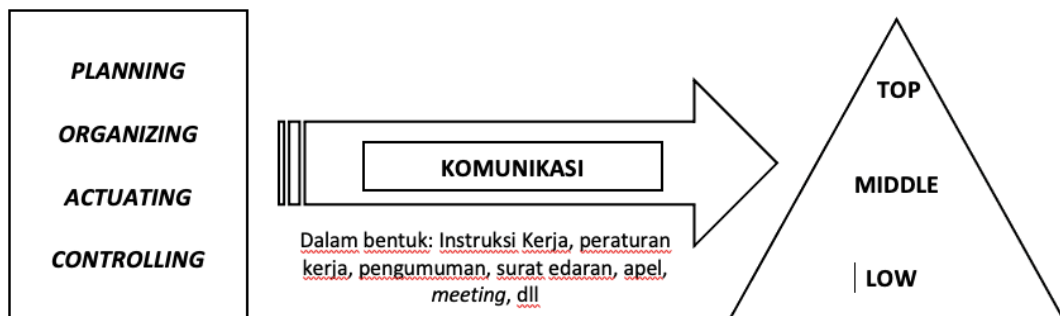 PLANNING
ORGANIZING
ACTUATING
CONTROLLING
KOMUNIKASI
Dalam bentuk: Instruksi Kerja, peraturan
kerja, pengumuman, surat edaran, apel,
meeting, dll
TOP
MIDDLE
LOW